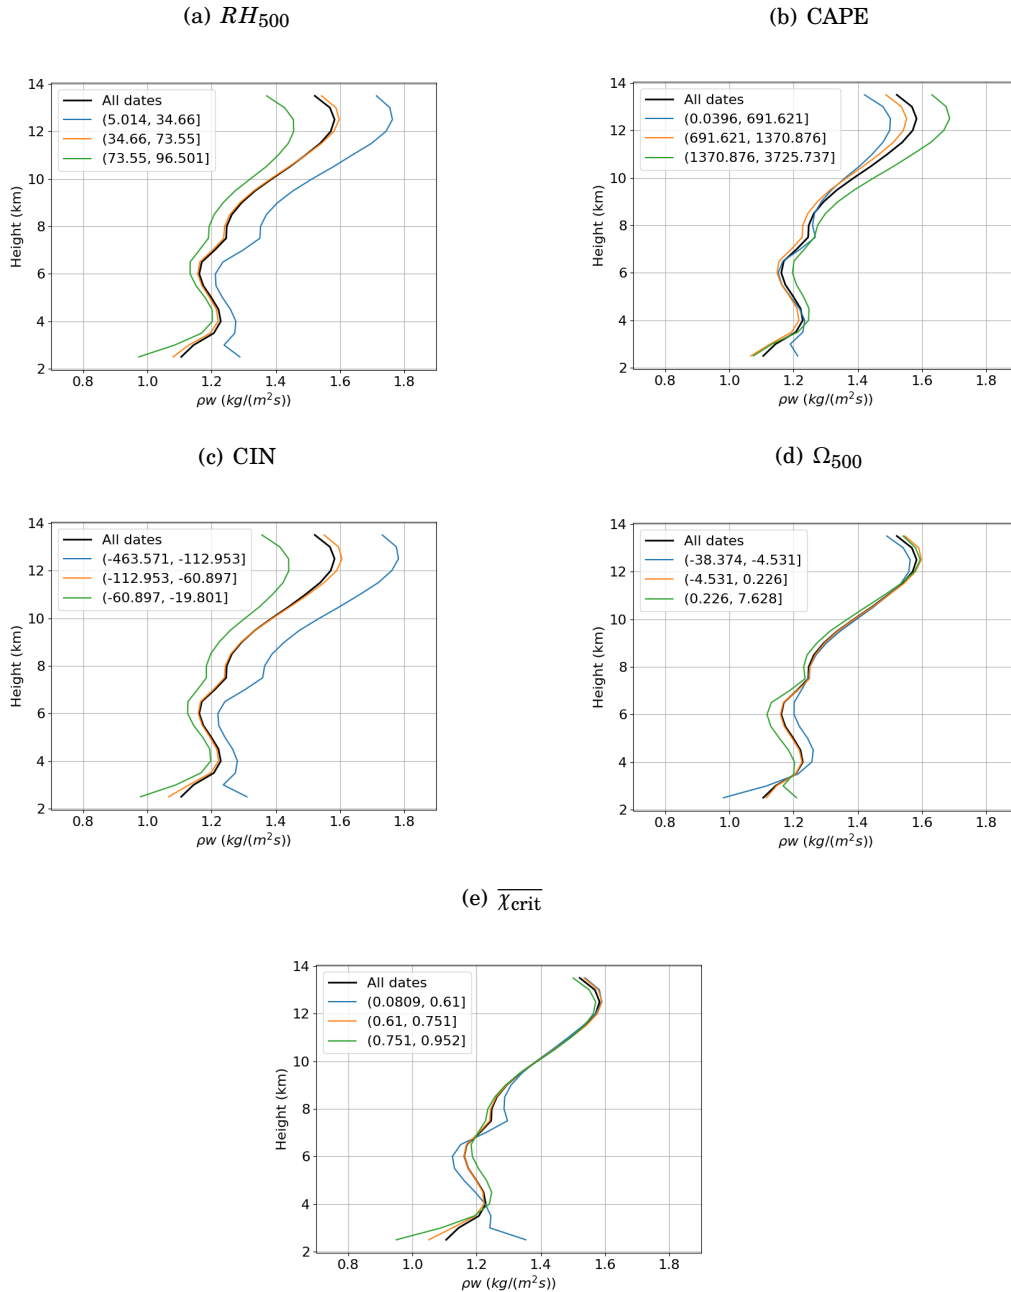 (a) RH500
(b) CAPE
14
12
10
8
6
4
2
Height (km)
All dates
(5.014, 34.66]
(34.66, 73.55]
(73.55, 96.501]
0.8 1.0 1.2 1.4 1.6 1.8
ρw (kg/(m²s))
14
12
10
8
6
4
2
Height (km)
All dates
(0.0396, 691.621]
(691.621, 1370.876]
(1370.876, 3725.737]
0.8 1.0 1.2 1.4 1.6 1.8
ρw (kg/(m²s))
(c) CIN
(d) Ω500
14
12
10
8
6
4
2
Height (km)
All dates
(-463.571, -112.953]
(-112.953, -60.897]
(-60.897, -19.801]
0.8 1.0 1.2 1.4 1.6 1.8
ρw (kg/(m²s))
14
12
10
8
6
4
2
Height (km)
All dates
(-38.374, -4.531]
(-4.531, 0.226]
(0.226, 7.628]
0.8 1.0 1.2 1.4 1.6 1.8
ρw (kg/(m²s))
(e) χcrit
14
12
10
8
6
4
2
Height (km)
All dates
(0.0809, 0.61]
(0.61, 0.751]
(0.751, 0.952]
0.8 1.0 1.2 1.4 1.6 1.8
ρw (kg/(m²s))